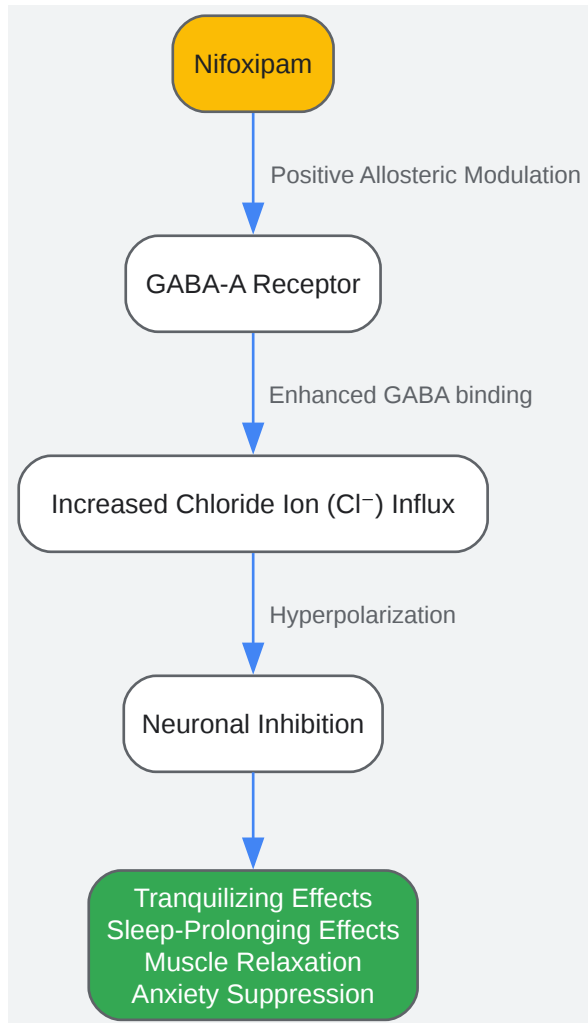 Nifoxipam
Positive Allosteric Modulation
GABA-A Receptor
Enhanced GABA binding
Increased Chloride Ion (Cl⁻) Influx
Hyperpolarization
Neuronal Inhibition
Tranquilizing Effects
Sleep-Prolonging Effects
Muscle Relaxation
Anxiety Suppression